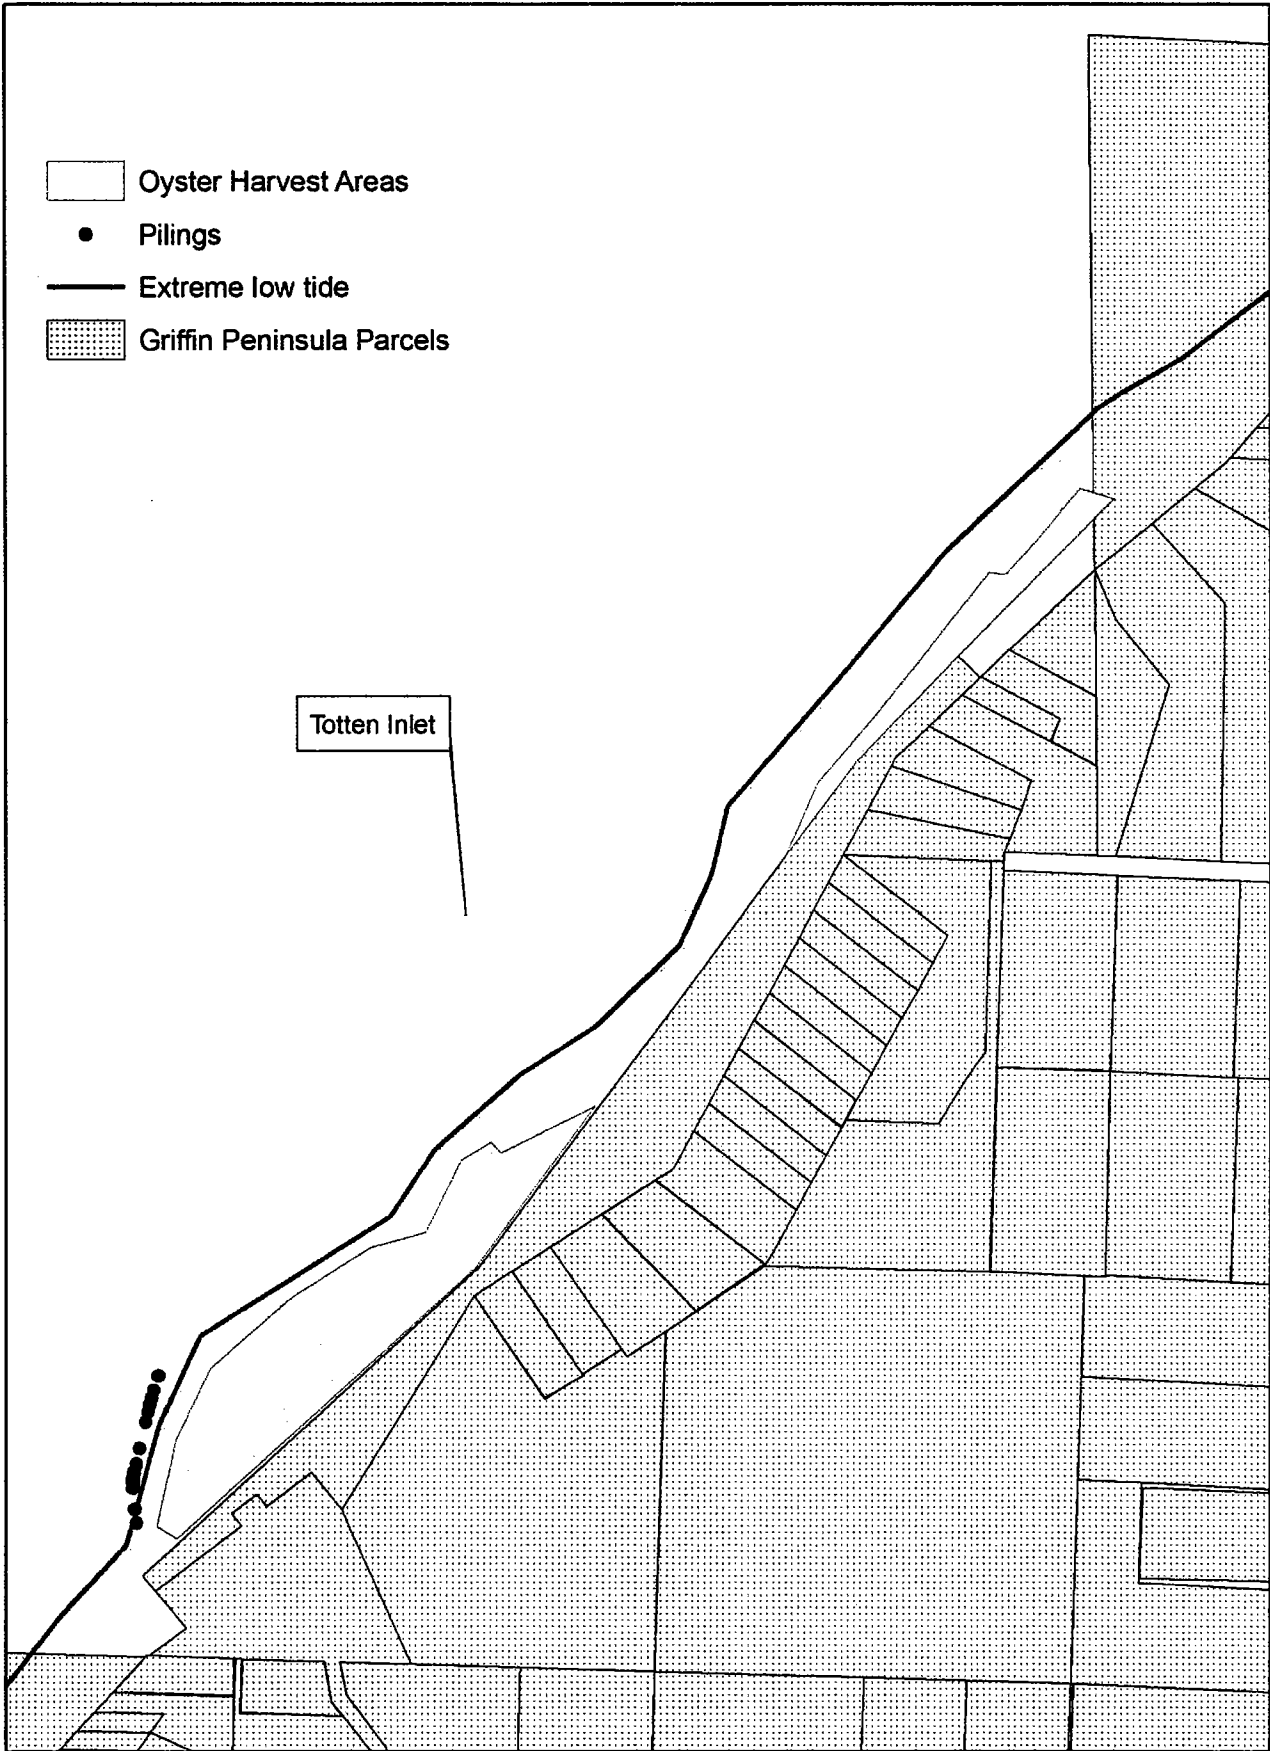 Oyster Harvest Areas
Pilings
Extreme low tide
Griffin Peninsula Parcels
Totten Inlet